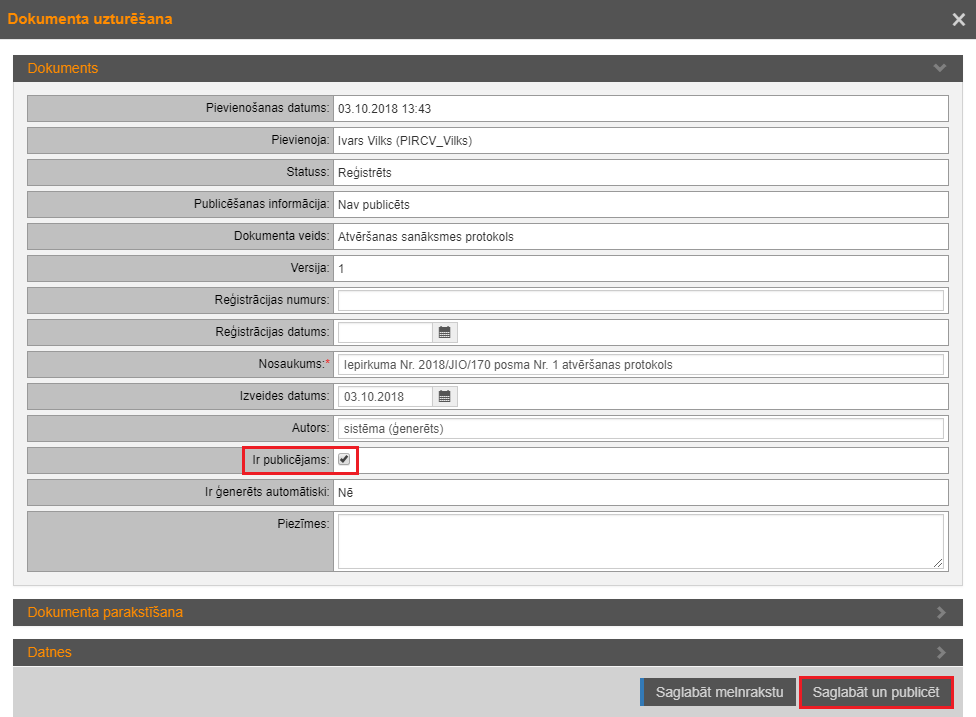 Dokumenta uzturēšana
Dokuments
Pievienošanas datums: 03.10.2018 13:43
Pievienoja: Ivars Vilks (PIRCV_Vilks)
Statuss: Reģistrēts
Publicēšanas informācija: Nav publicēts
Dokumenta veids: Atvēršanas sanāksmes protokols
Versija: 1
Reģistrācijas numurs:
Reģistrācijas datums:
Nosaukums:* Iepirkuma Nr. 2018/JIO/170 posma Nr. 1 atvēršanas protokols
Izveides datums: 03.10.2018
Autors: sistēma (ģenerēts)
Ir publicējams:
Ir ģenerēts automātiski: Nē
Piezīmes:
Dokumenta parakstīšana
Datnes
Saglabāt melnrakstu Saglabāt un publicēt